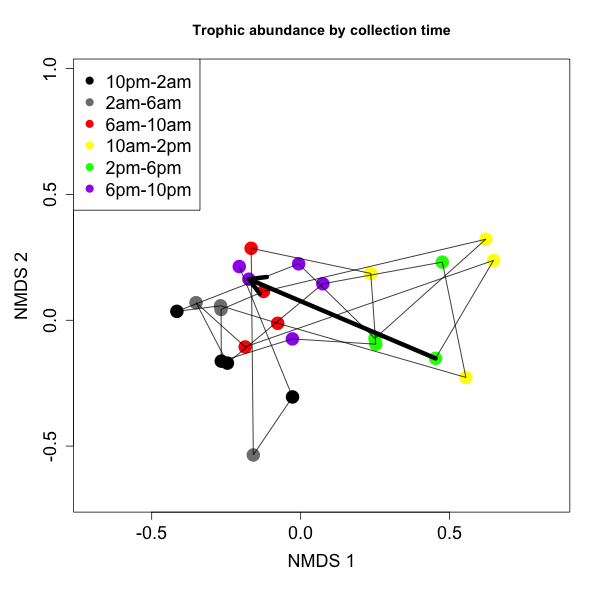 Trophic abundance by collection time
10pm-2am
2am-6am
6am-10am
10am-2pm
2pm-6pm
6pm-10pm
1.0
0.5
0.0
-0.5
NMDS 2
-0.5 0.0 0.5
NMDS 1